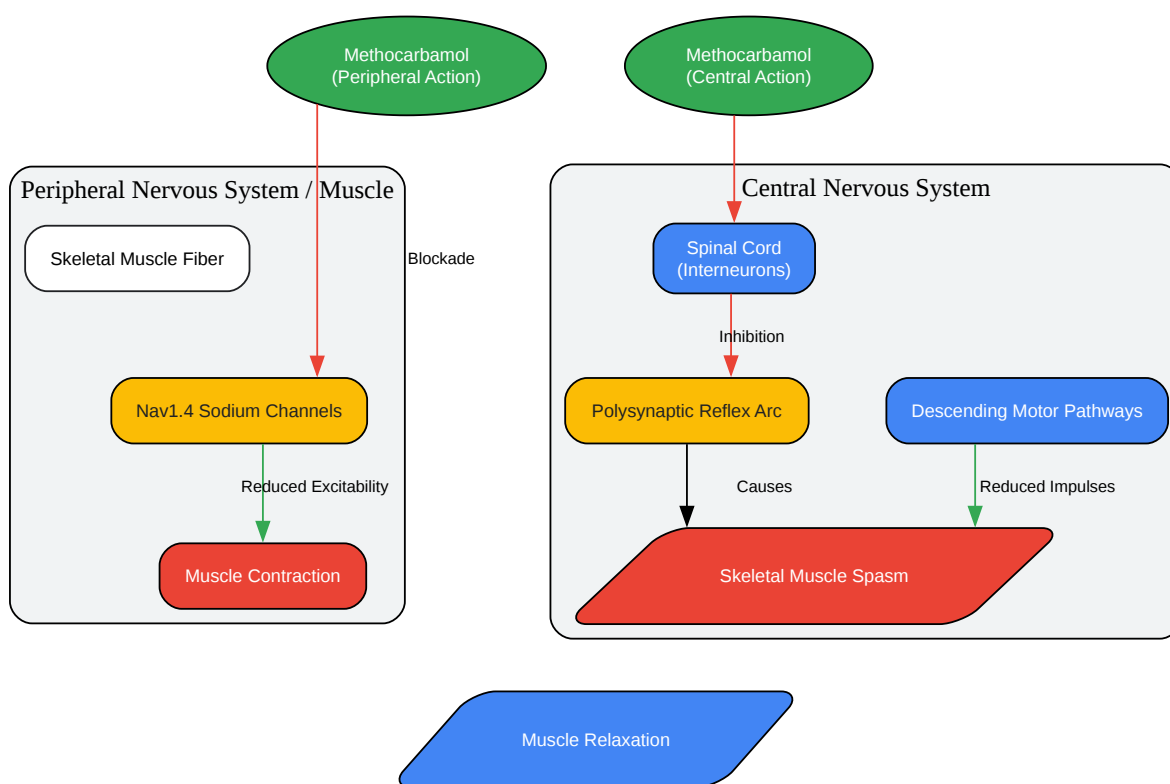 Methocarbamol
(Peripheral Action)
Methocarbamol
(Central Action)
Peripheral Nervous System / Muscle
Central Nervous System
Skeletal Muscle Fiber
Blockade
Spinal Cord
(Interneurons)
Inhibition
Nav1.4 Sodium Channels
Polysynaptic Reflex Arc
Descending Motor Pathways
Reduced Excitability
Causes
Reduced Impulses
Muscle Contraction
Skeletal Muscle Spasm
Muscle Relaxation